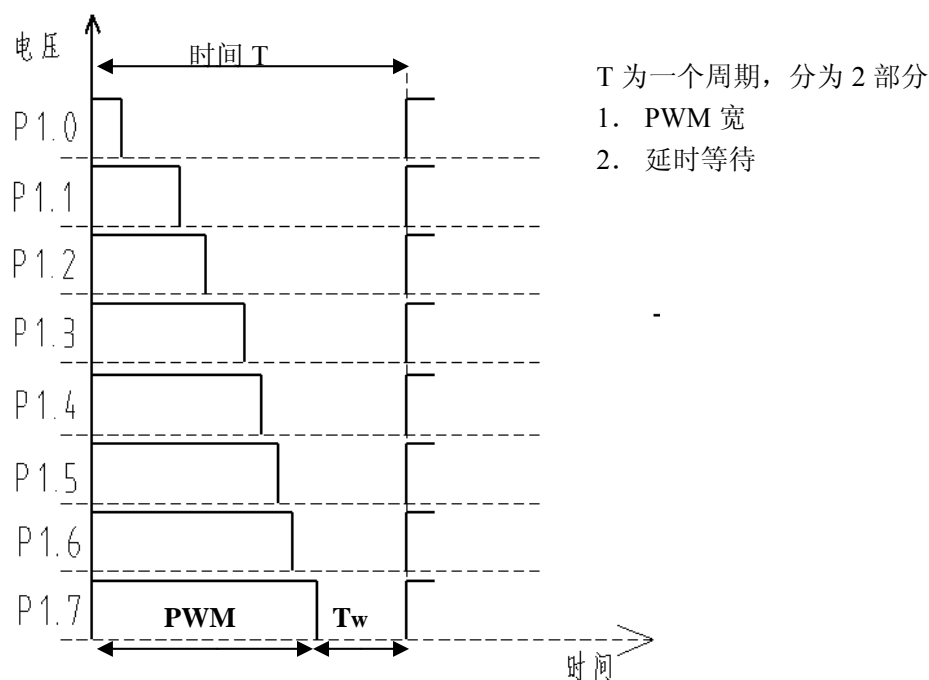 电压
时间 T
T 为一个周期，分为 2 部分
1． PWM 宽
2． 延时等待
P1.0
P1.1
P1.2
P1.3
P1.4
P1.5
P1.6
P1.7
PWM
Tw
时间